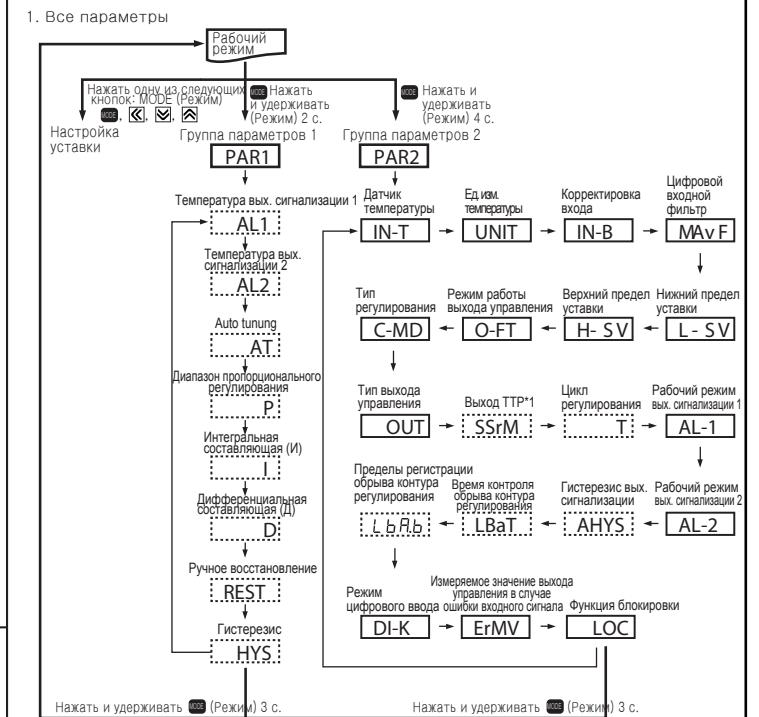 1. Все параметры
Рабочий
режим
Нажать одну из следующих
кнопок: MODE (Режим)
MODE, , ,
Настройка
уставки
MODE Нажать
и удерживать
(Режим) 2 с.
MODE Нажать и
удерживать
(Режим) 4 с.
Группа параметров 1
PAR1
Группа параметров 2
PAR2
Температура вых. сигнализации 1
AL1
Температура вых.
сигнализации 2
AL2
Auto tunung
AT
Диапазон пропорционального
регулирования
P
Интегральная
составляющая (И)
I
Дифференциальная
составляющая (Д)
D
Ручное восстановление
REST
Гистерезис
HYS
Датчик
температуры
IN-T
Ед.изм.
температуры
UNIT
Корректировка
входа
IN-B
Цифровой
входной
фильтр
MAvF
Тип
регулирования
C-MD
Режим работы
выхода управления
O-FT
Верхний предел
уставки
H- SV
Нижний предел
уставки
L - SV
Тип выхода
управления
OUT
Выход ТТР*1
SSrM
Цикл
регулирования
T
Рабочий режим
вых. сигнализации 1
AL-1
Пределы регистрации
обрыва контура
регулирования
LbA.b
Время контроля
обрыва контура
регулирования
LBaT
Гистерезис вых.
сигнализации
AHYS
Рабочий режим
вых. сигнализации 2
AL-2
Режим
цифрового ввода
DI-K
Измеряемое значение выхода
управления в случае
ошибки входного сигнала
ErMV
Функция блокировки
LOC
Нажать и удерживать MODE (Режим) 3 с.
Нажать и удерживать MODE (Режим) 3 с.